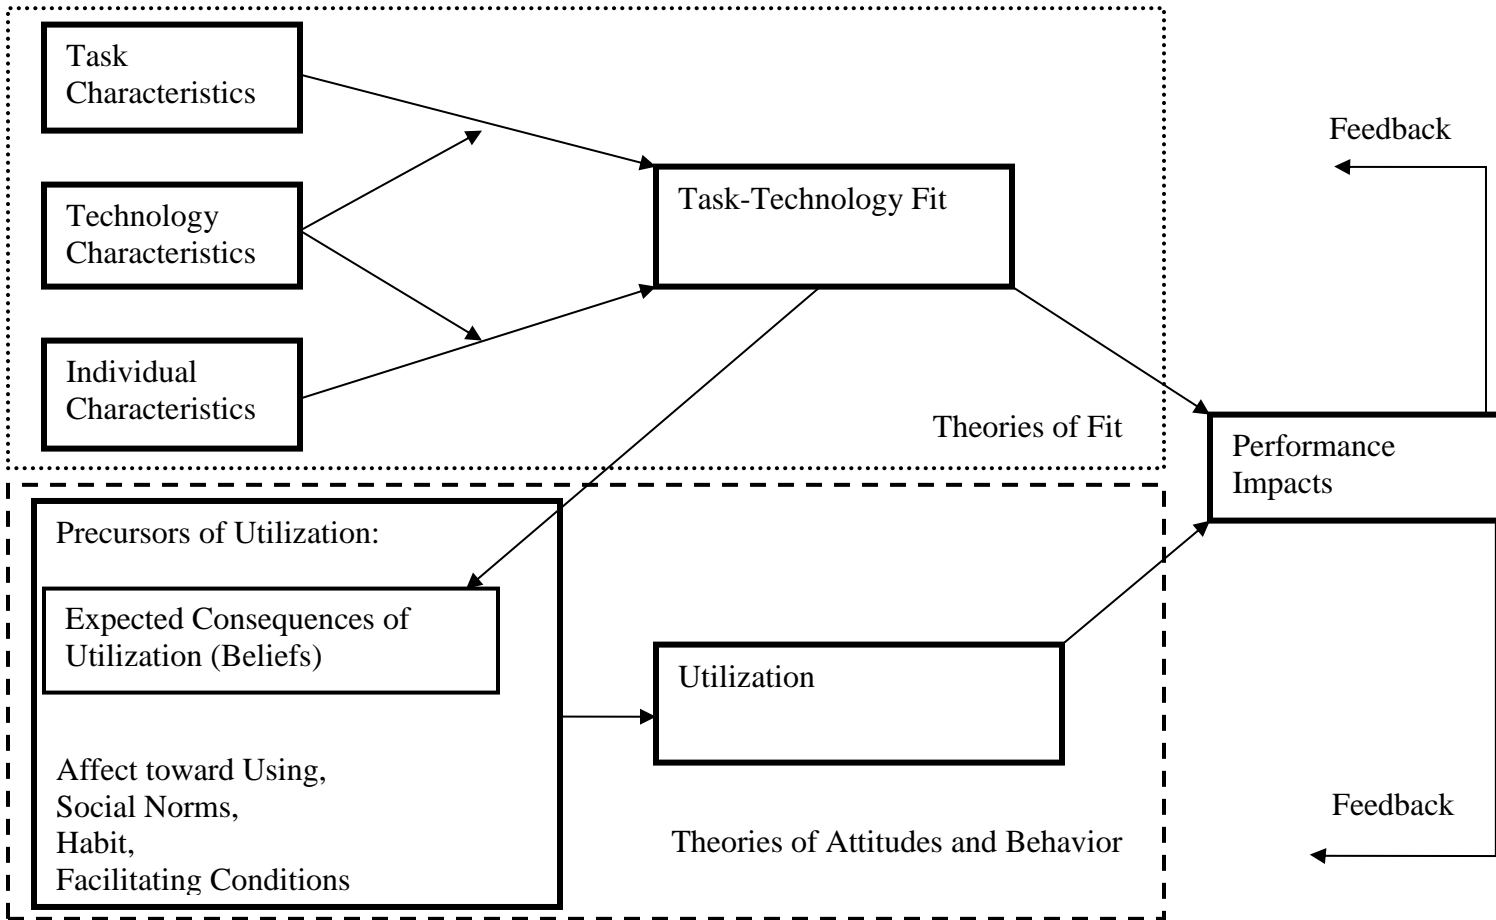 Task
Characteristics
Technology
Characteristics
Individual
Characteristics
Task-Technology Fit
Theories of Fit
Feedback
Performance
Impacts
Precursors of Utilization:
Expected Consequences of
Utilization (Beliefs)
Affect toward Using,
Social Norms,
Habit,
Facilitating Conditions
Utilization
Theories of Attitudes and Behavior
Feedback